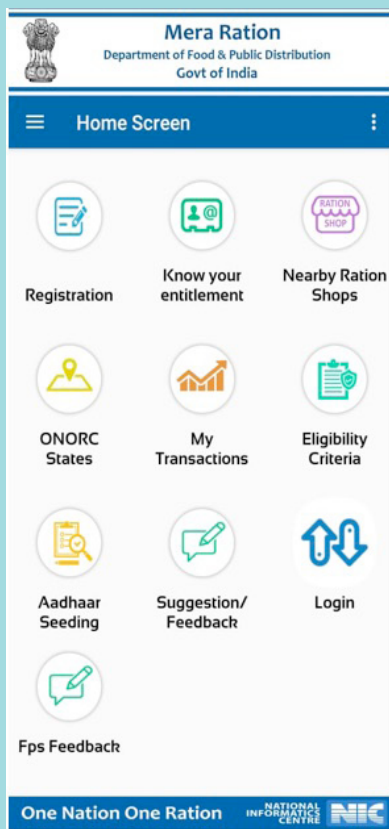 Mera Ration
Department of Food & Public Distribution
Govt of India
Home Screen
Registration
Know your
entitlement
RATION
SHOP
Nearby Ration
Shops
ONORC
States
My
Transactions
Eligibility
Criteria
Aadhaar
Seeding
Suggestion/
Feedback
Login
Fps Feedback
One Nation One Ration
NATIONAL
INFORMATICS
CENTRE
NIC